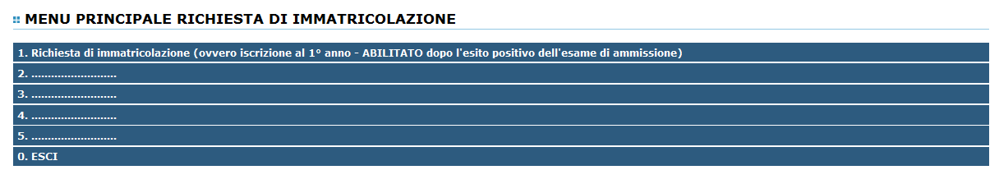 MENU PRINCIPALE RICHIESTA DI IMMATRICOLAZIONE
1. Richiesta di immatricolazione (ovvero iscrizione al 1° anno - ABILITATO dopo l'esito positivo dell'esame di ammissione)
2. ..........................
3. ..........................
4. ..........................
5. ..........................
0. ESCI